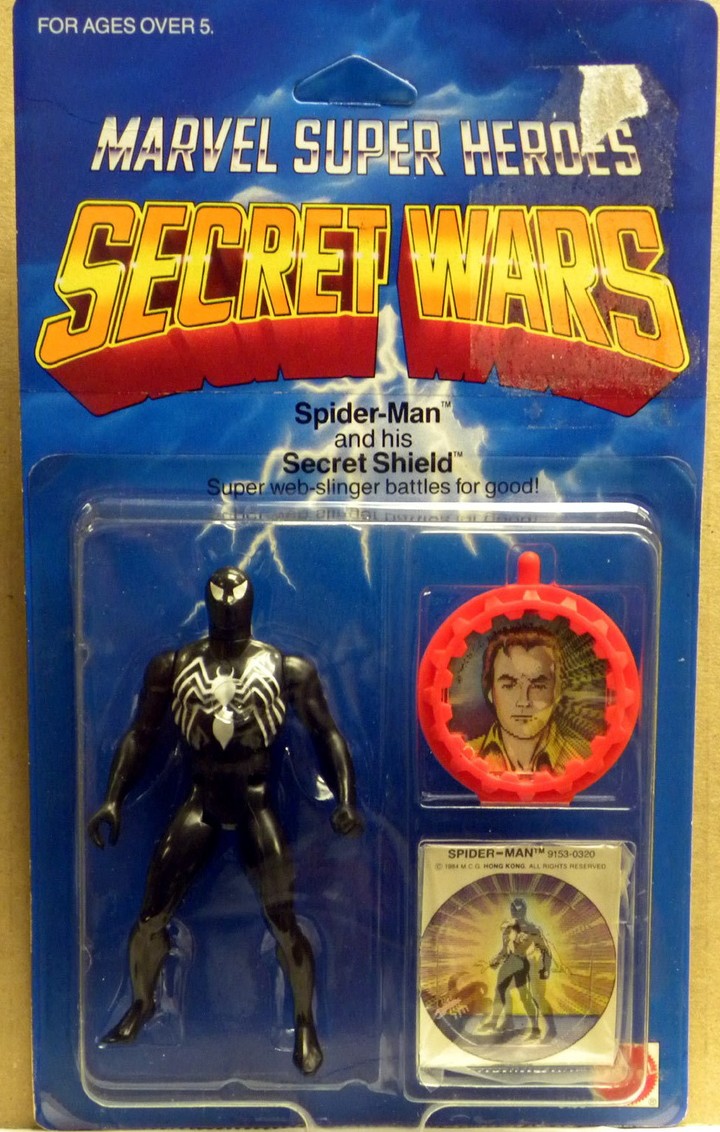 FOR AGES OVER 5.
MARVEL SUPER HEROES
SECRET WARS
Spider-Man™
and his
Secret Shield™
Super web-slinger battles for good!
SPIDER-MAN™ 9153-0320
© 1984 M.C.G. HONG KONG. ALL RIGHTS RESERVED